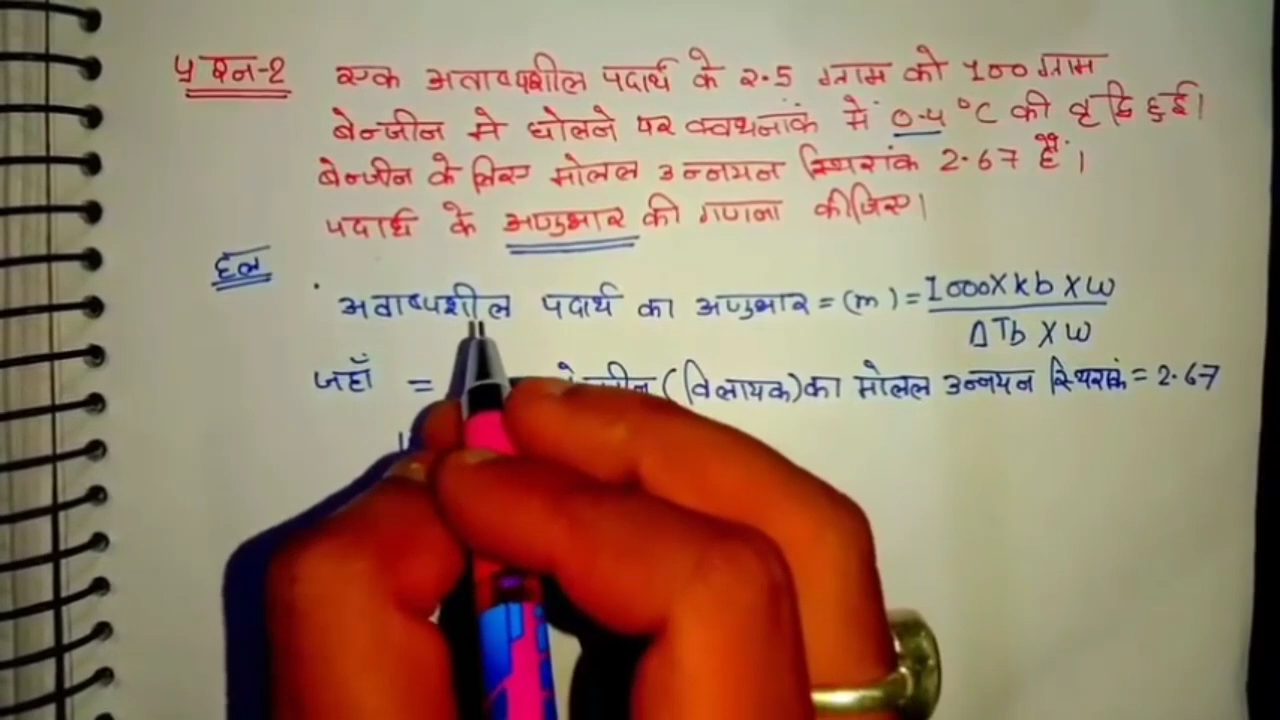 प्रश्न-2 एक अवाष्पशील पदार्थ के 2.5 ग्राम को 100 ग्राम
बेन्जीन मे घोलने पर क्वथनांक में 0.4 °C की वृद्धि हुई।
बेन्जीन के लिए मोलल उन्नयन स्थिरांक 2.67 है।
पदार्थ के अणुभार की गणना कीजिए।
हल
अवाष्पशील पदार्थ का अणुभार = (m) = 1000 X Kb X w
ΔTb X W
जहाँ = (विलायक) का मोलल उन्नयन स्थिरांक = 2.67